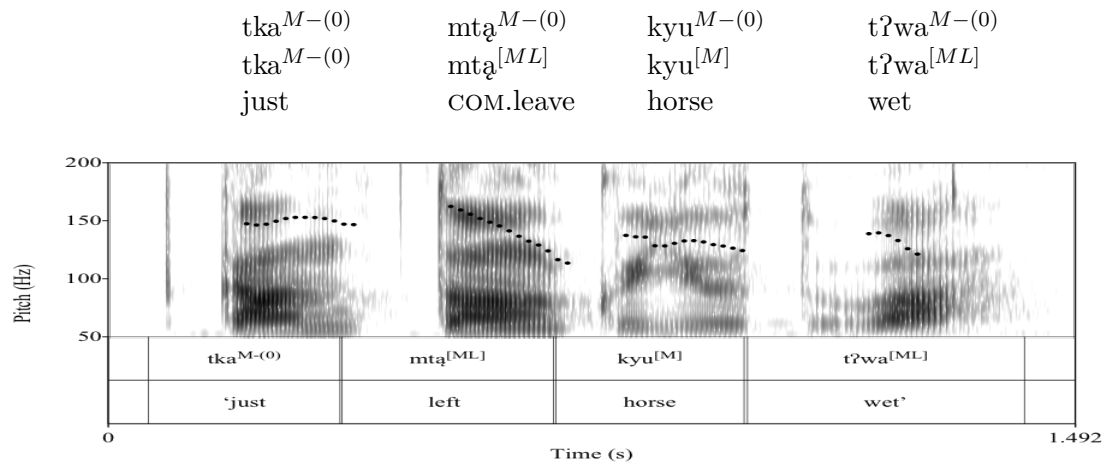 tka^{M−(0)} mtą^{M−(0)} kyu^{M−(0)} tʔwa^{M−(0)}
tka^{M−(0)} mtą^{[ML]} kyu^{[M]} tʔwa^{[ML]}
just COM.leave horse wet
200
150
100
50
Pitch (Hz)
tka^{M-(0)} mtą^{[ML]} kyu^{[M]} tʔwa^{[ML]}
‘just left horse wet’
0 1.492
Time (s)